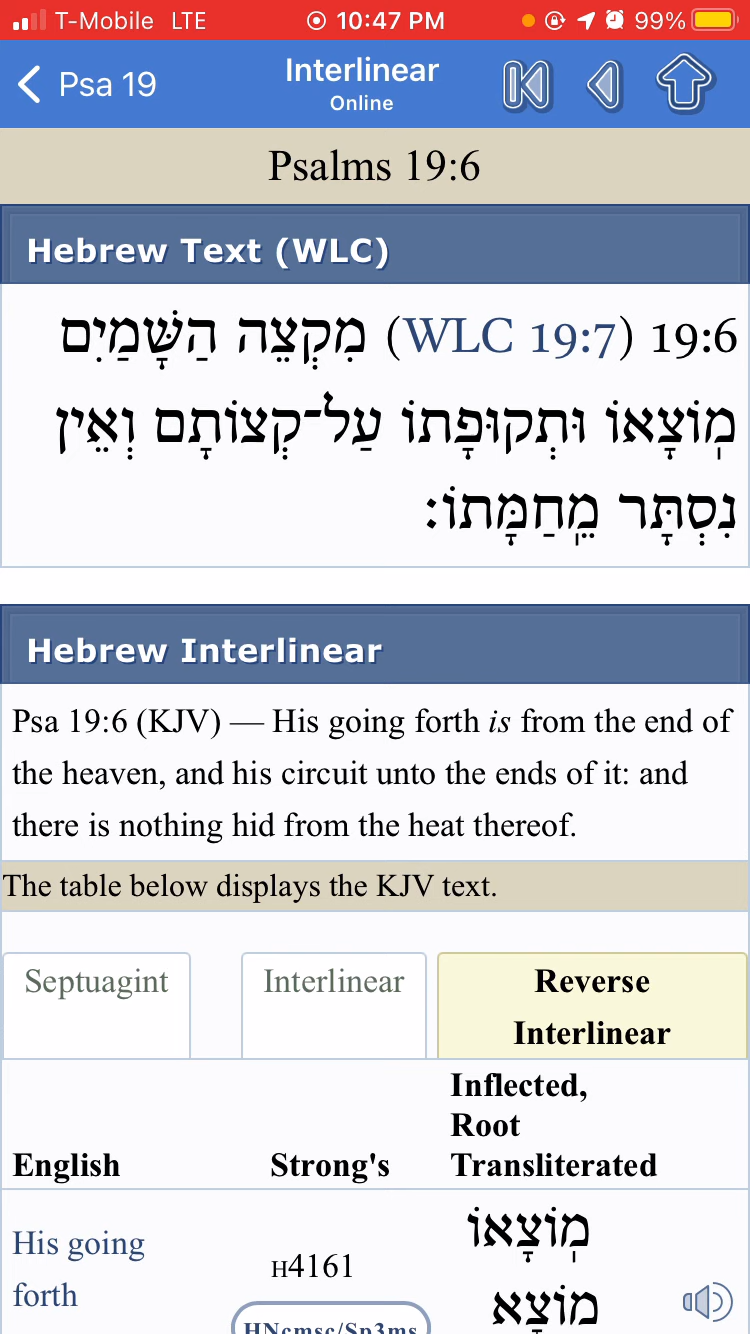 T-Mobile LTE 10:47 PM 99%
Psa 19
Interlinear
Online
Psalms 19:6
Hebrew Text (WLC)
19:6 (WLC 19:7) מִקְצֵה הַשָּׁמַיִם
מֽוֹצָאוֹ וּתְקוּפָתוֹ עַל־קְצוֹתָם וְאֵין
נִסְתָּר מֵֽחַמָּתוֹ׃
Hebrew Interlinear
Psa 19:6 (KJV) — His going forth is from the end of
the heaven, and his circuit unto the ends of it: and
there is nothing hid from the heat thereof.
The table below displays the KJV text.
Septuagint
Interlinear
Reverse
Interlinear
English
Strong's
Inflected,
Root
Transliterated
His going
forth
H4161
HNcmsc/Sp3ms
מֽוֹצָאוֹ
מוֹצָא